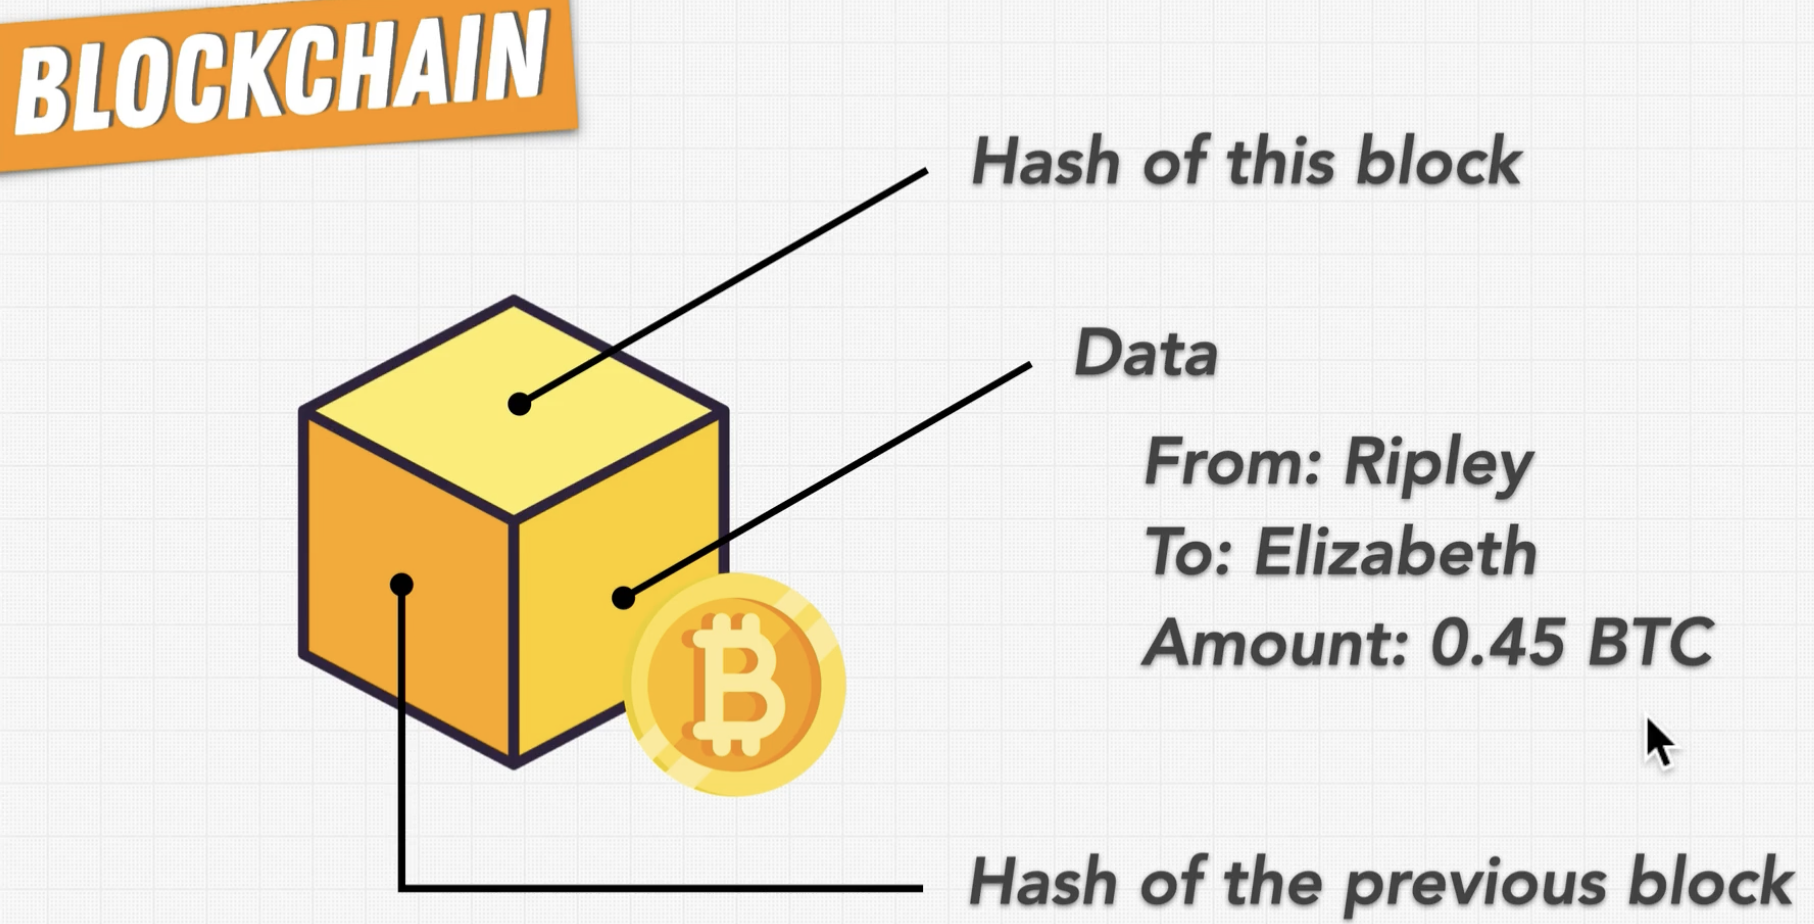 BLOCKCHAIN
Hash of this block
Data
From: Ripley
To: Elizabeth
Amount: 0.45 BTC
Hash of the previous block